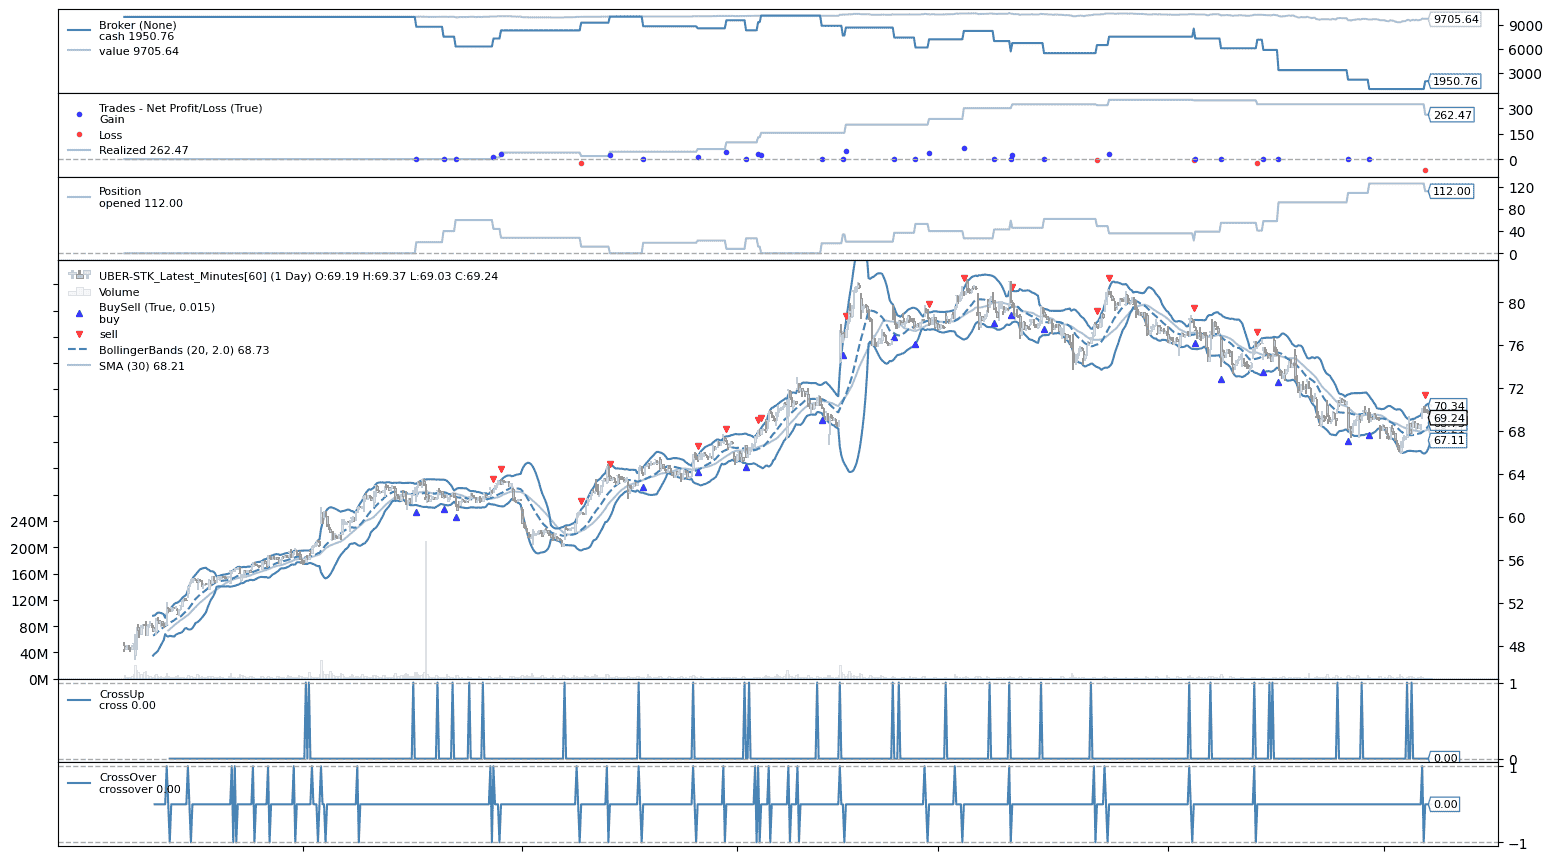 Broker (None)
cash 1950.76
value 9705.64
9705.64
9000
6000
3000
1950.76
Trades - Net Profit/Loss (True)
Gain
Loss
Realized 262.47
300
262.47
150
0
Position
opened 112.00
120
112.00
80
40
0
UBER-STK_Latest_Minutes[60] (1 Day) O:69.19 H:69.37 L:69.03 C:69.24
Volume
BuySell (True, 0.015)
buy
sell
BollingerBands (20, 2.0) 68.73
SMA (30) 68.21
80
76
72
70.34
69.24
68
67.11
64
60
56
52
48
240M
200M
160M
120M
80M
40M
0M
CrossUp
cross 0.00
1
0.00
0
CrossOver
crossover 0.00
1
0.00
−1